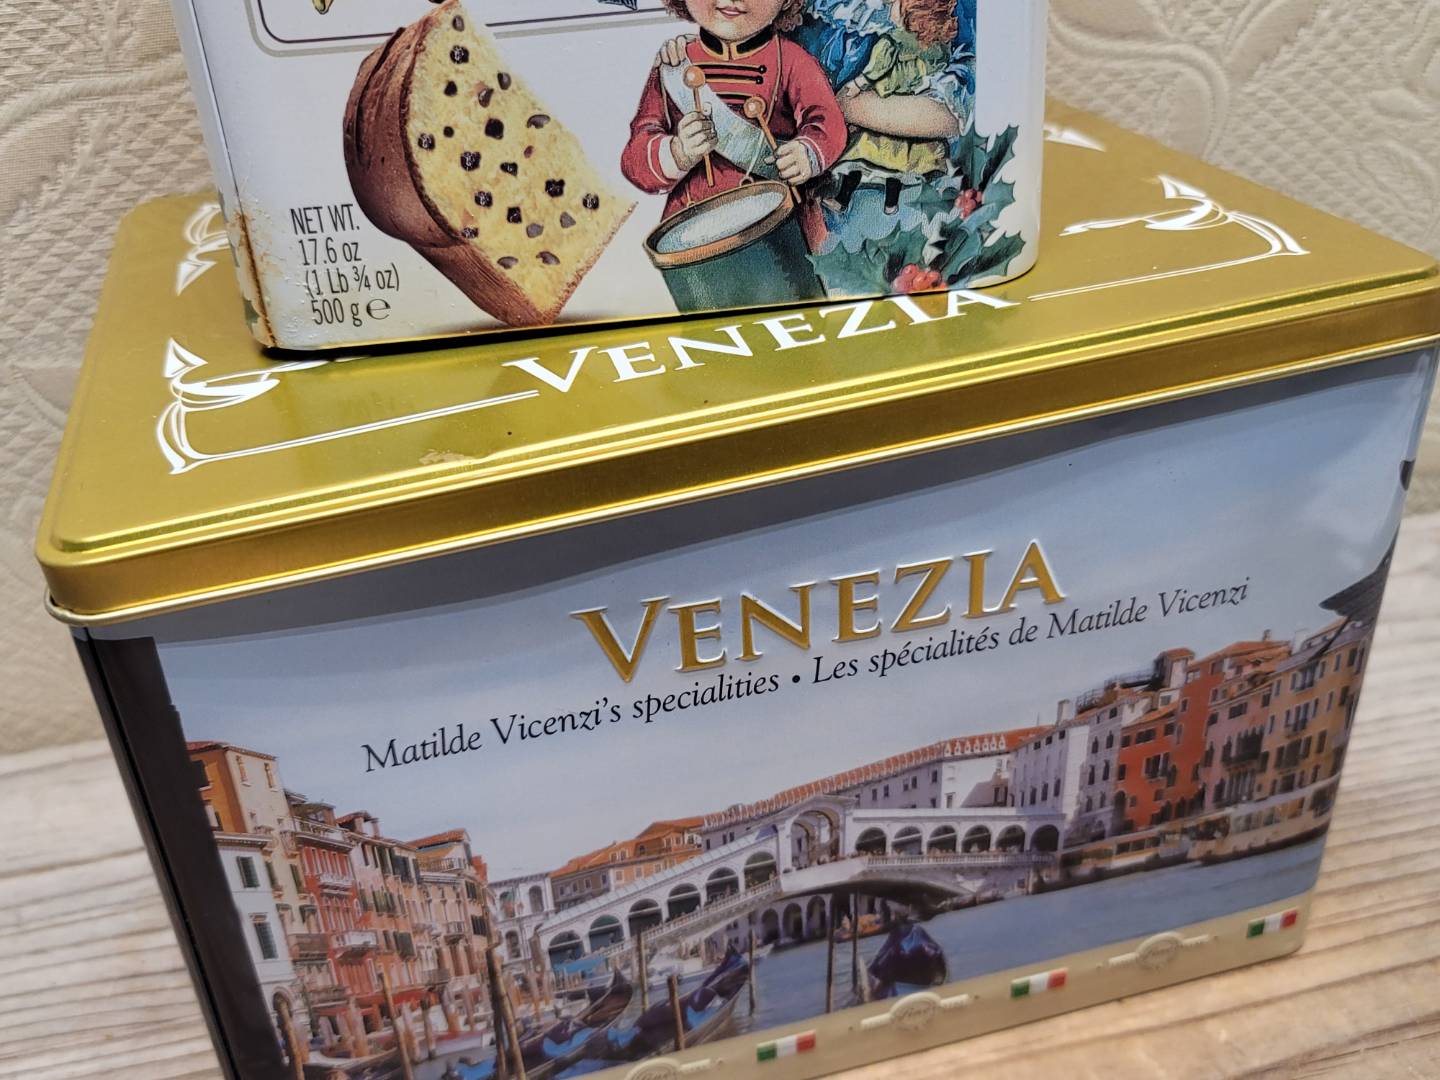 NET WT.
17.6 oz
(1 Lb ¾ oz)
500 g ℮
VENEZIA
VENEZIA
Matilde Vicenzi's specialities • Les spécialités de Matilde Vicenzi